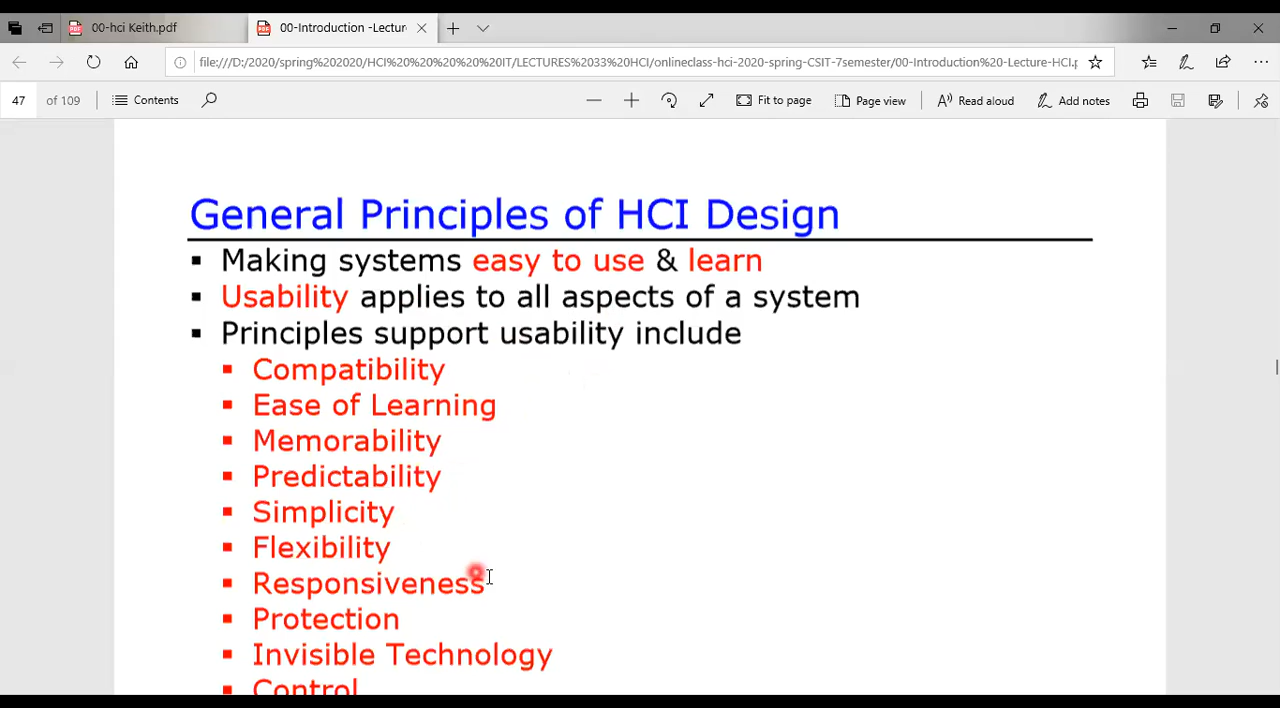 00-hci Keith.pdf
00-Introduction -Lectur
file:///D:/2020/spring%202020/HCI%20%20%20%20%20IT/LECTURES%2033%20HCI/onlineclass-hci-2020-spring-CSIT-7semester/00-Introduction%20-Lecture-HCI.p
47 of 109 Contents Fit to page Page view Read aloud Add notes
General Principles of HCI Design
▪ Making systems easy to use & learn
▪ Usability applies to all aspects of a system
▪ Principles support usability include
▪ Compatibility
▪ Ease of Learning
▪ Memorability
▪ Predictability
▪ Simplicity
▪ Flexibility
▪ Responsiveness
▪ Protection
▪ Invisible Technology
▪ Control